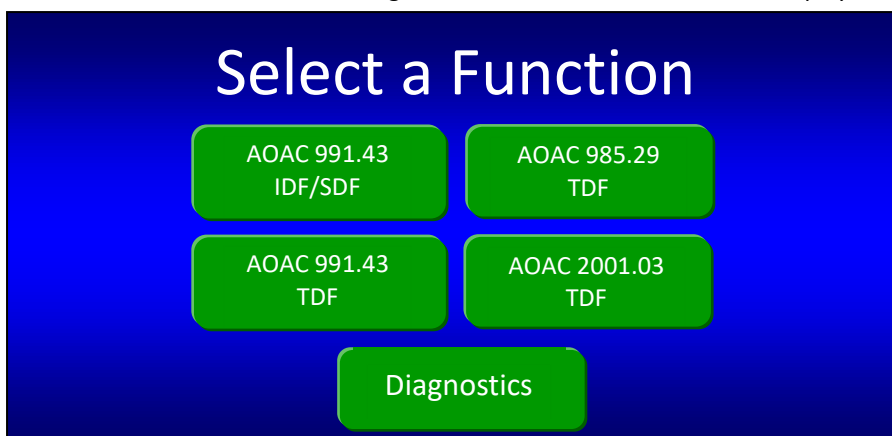 Select a Function
AOAC 991.43
IDF/SDF
AOAC 985.29
TDF
AOAC 991.43
TDF
AOAC 2001.03
TDF
Diagnostics